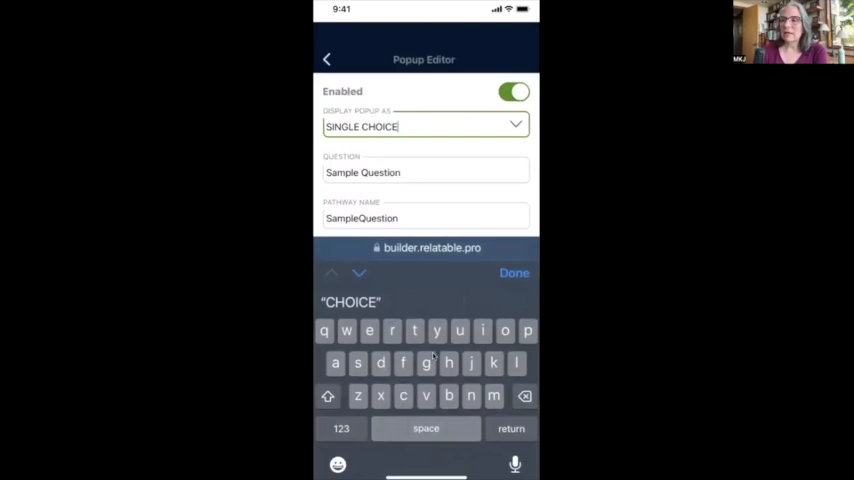 9:41
Popup Editor
Enabled
DISPLAY POPUP AS
SINGLE CHOICE
QUESTION
Sample Question
PATHWAY NAME
SampleQuestion
builder.relatable.pro
Done
"CHOICE"
q w e r t y u i o p
a s d f g h j k l
z x c v b n m
123 space return
MKJ